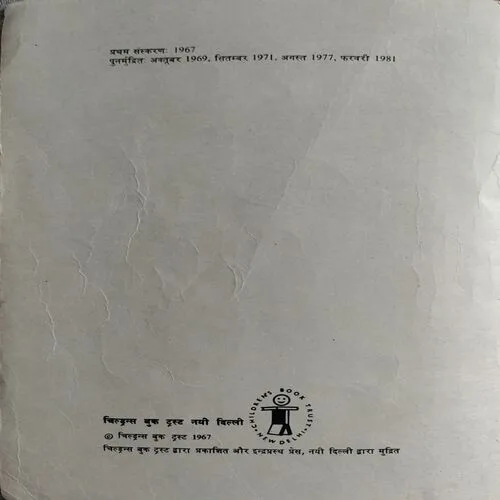 प्रथम संस्करण: 1967
पुनर्मुद्रित: अक्तूबर 1969, सितम्बर 1971, अगस्त 1977, फरवरी 1981
CHILDREN'S BOOK TRUST
NEW DELHI
चिल्ड्रन्स बुक ट्रस्ट नयी दिल्ली
© चिल्ड्रन्स बुक ट्रस्ट 1967
चिल्ड्रन्स बुक ट्रस्ट द्वारा प्रकाशित और इन्द्रप्रस्थ प्रेस, नयी दिल्ली द्वारा मुद्रित